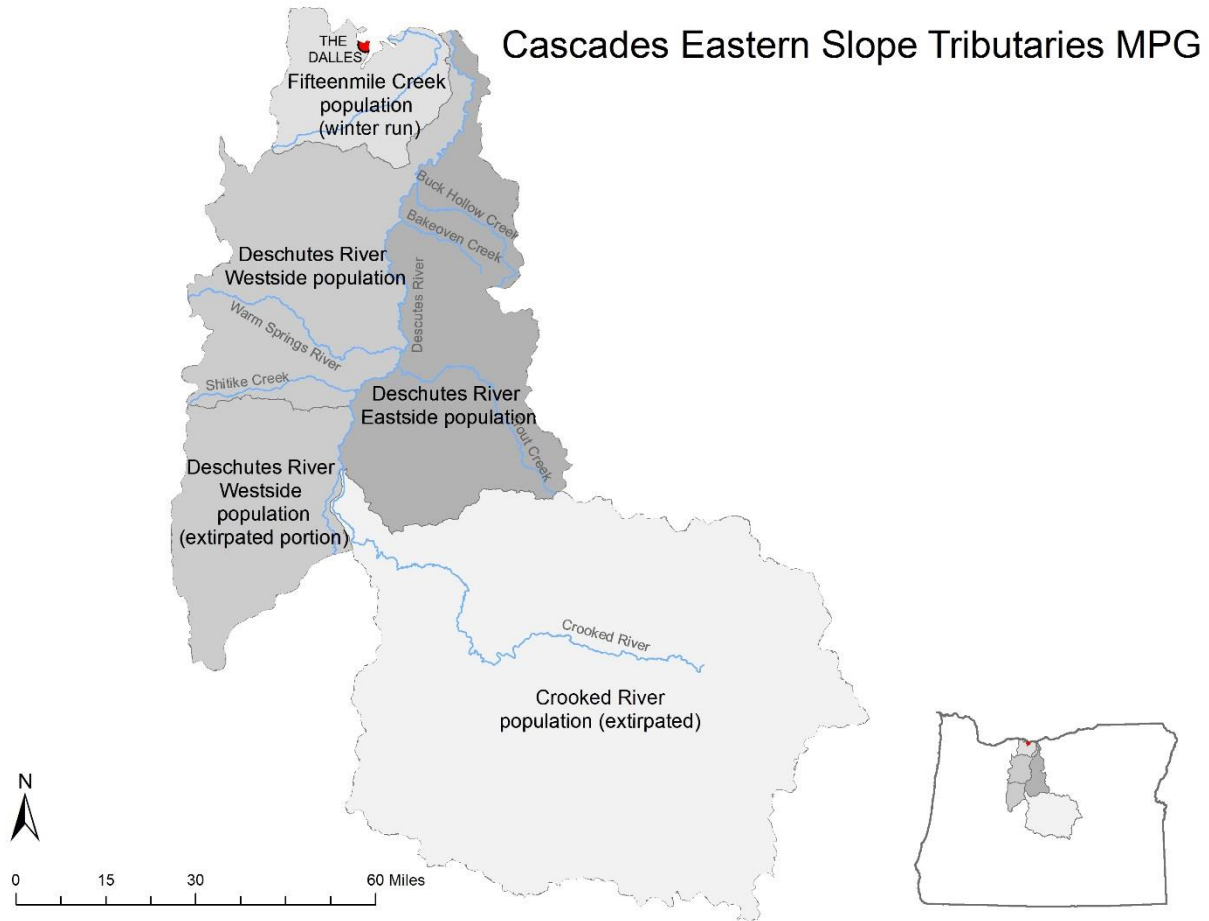 Cascades Eastern Slope Tributaries MPG
THE
DALLES
Fifteenmile Creek
population
(winter run)
Buck Hollow Creek
Bakeoven Creek
Deschutes River
Westside population
Descutes River
Warm Springs River
Shitike Creek
Deschutes River
Eastside population
out Creek
Deschutes River
Westside
population
(extirpated portion)
Crooked River
Crooked River
population (extirpated)
N
0 15 30 60 Miles